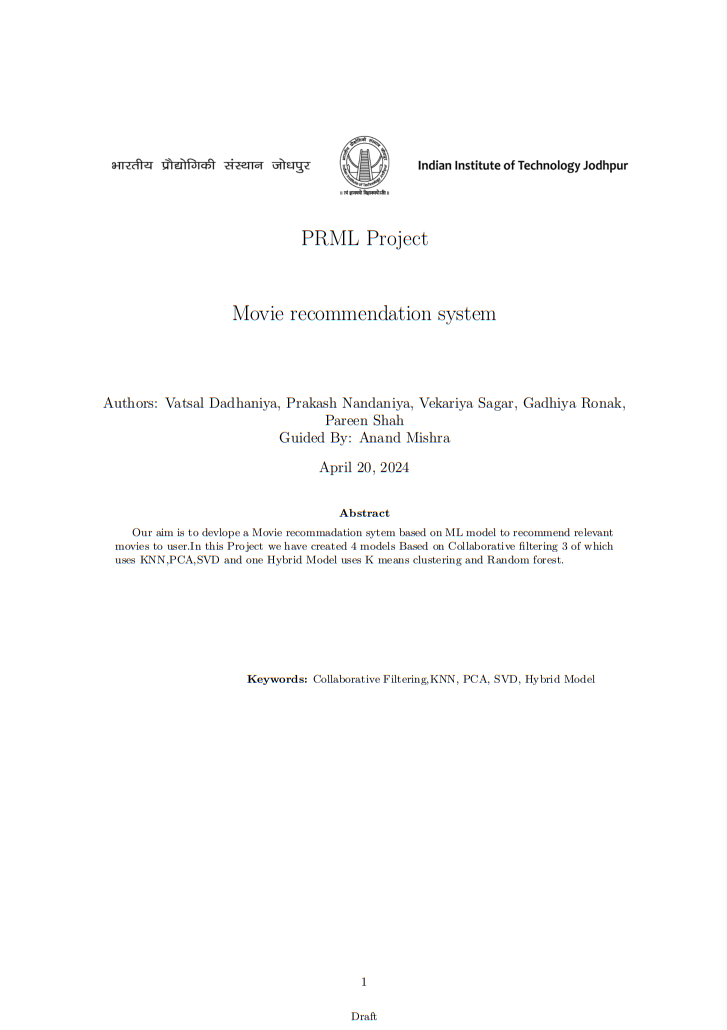 भारतीय प्रौद्योगिकी संस्थान जोधपुर
Indian Institute of Technology Jodhpur
PRML Project
Movie recommendation system
Authors: Vatsal Dadhaniya, Prakash Nandaniya, Vekariya Sagar, Gadhiya Ronak,
Pareen Shah
Guided By: Anand Mishra
April 20, 2024
Abstract
Our aim is to devlope a Movie recommadation sytem based on ML model to recommend relevant
movies to user.In this Project we have created 4 models Based on Collaborative filtering 3 of which
uses KNN,PCA,SVD and one Hybrid Model uses K means clustering and Random forest.
Keywords: Collaborative Filtering,KNN, PCA, SVD, Hybrid Model
1
Draft